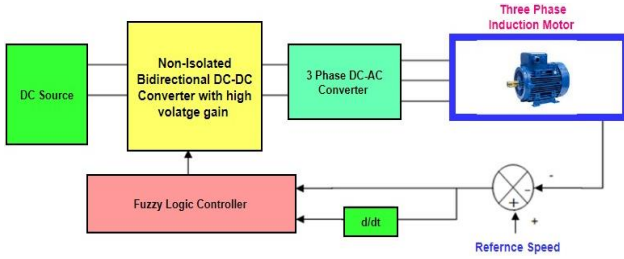 Three Phase
Induction Motor
DC Source
Non-Isolated
Bidirectional DC-DC
Converter with high
volatge gain
3 Phase DC-AC
Converter
Fuzzy Logic Controller
d/dt
-
-
+
+
Refernce Speed